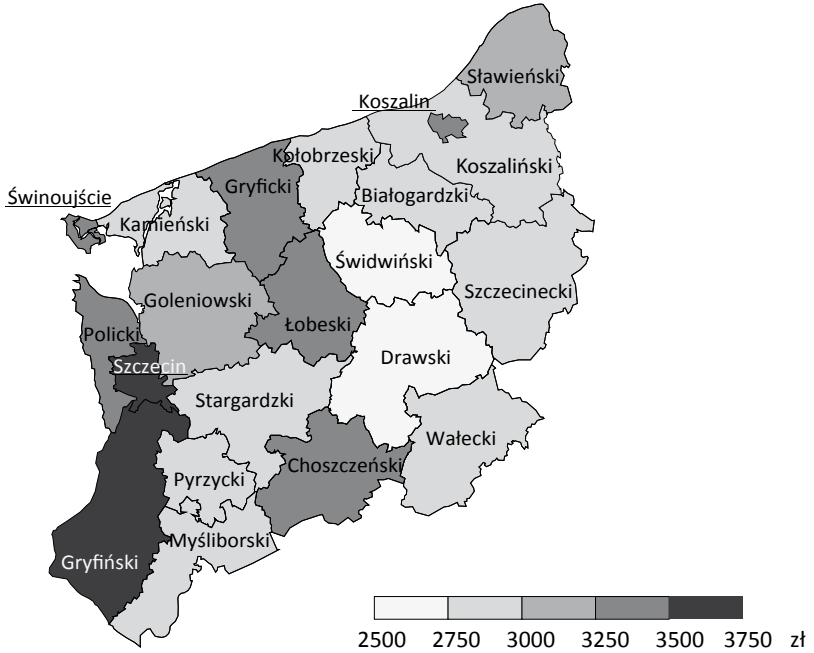 Sławieński
Koszalin
Kołobrzeski
Koszaliński
Gryficki
Białogardzki
Świnoujście
Kamieński
Świdwiński
Szczecinecki
Goleniowski
Łobeski
Policki
Drawski
Szczecin
Stargardzki
Wałecki
Choszczeński
Pyrzycki
Myśliborski
Gryfiński
2500 2750 3000 3250 3500 3750 zł